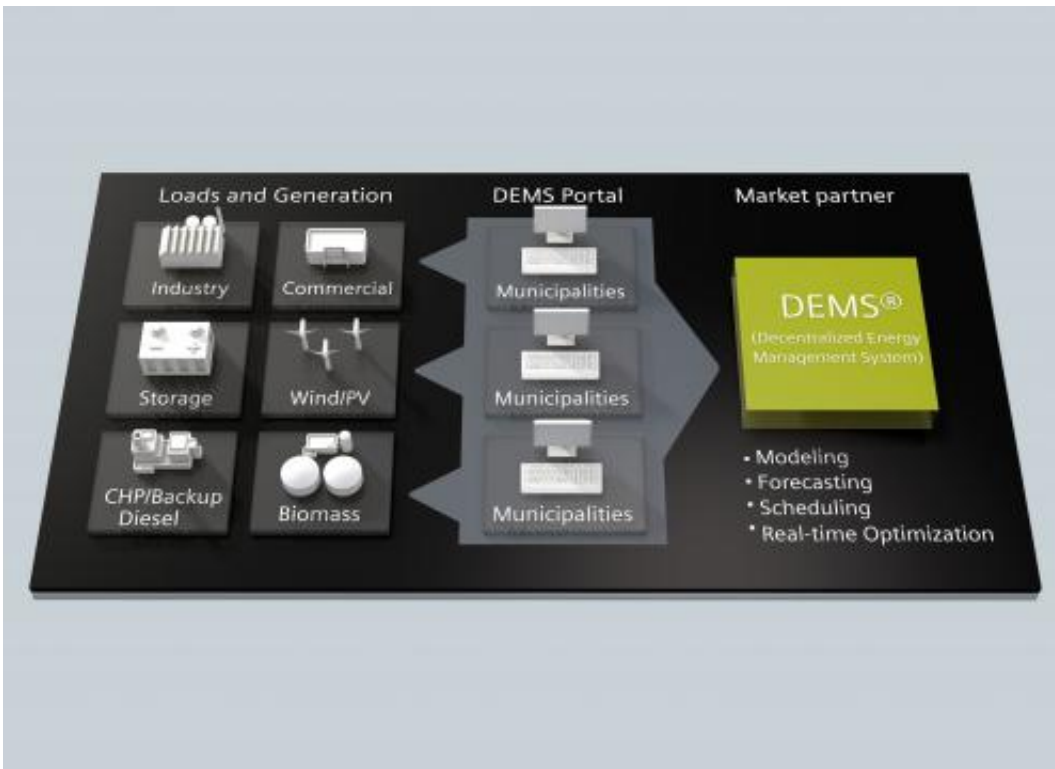 Loads and Generation
DEMS Portal
Market partner
Industry
Commercial
Storage
Wind/PV
CHP/Backup
Diesel
Biomass
Municipalities
Municipalities
Municipalities
DEMS®
(Decentralized Energy
Management System)
• Modeling
• Forecasting
• Scheduling
• Real-time Optimization